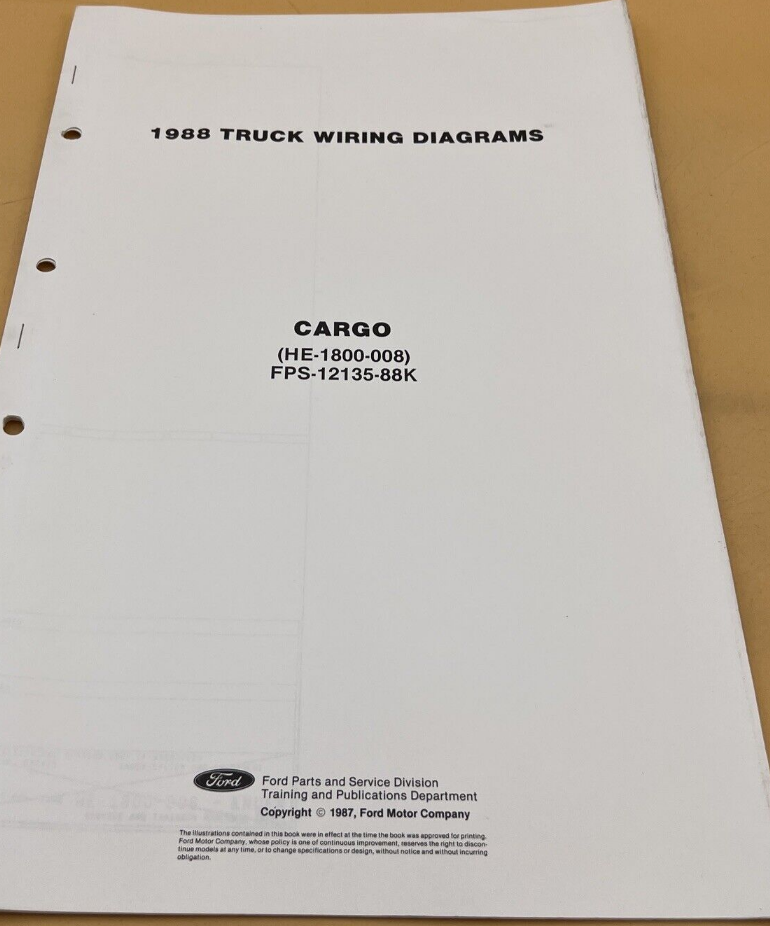 1988 TRUCK WIRING DIAGRAMS
CARGO
(HE-1800-008)
FPS-12135-88K
Ford
Ford Parts and Service Division
Training and Publications Department
Copyright © 1987, Ford Motor Company
The illustrations contained in this book were in effect at the time the book was approved for printing.
Ford Motor Company, whose policy is one of continuous improvement, reserves the right to discon-
tinue models at any time, or to change specifications or design, without notice and without incurring
obligation.